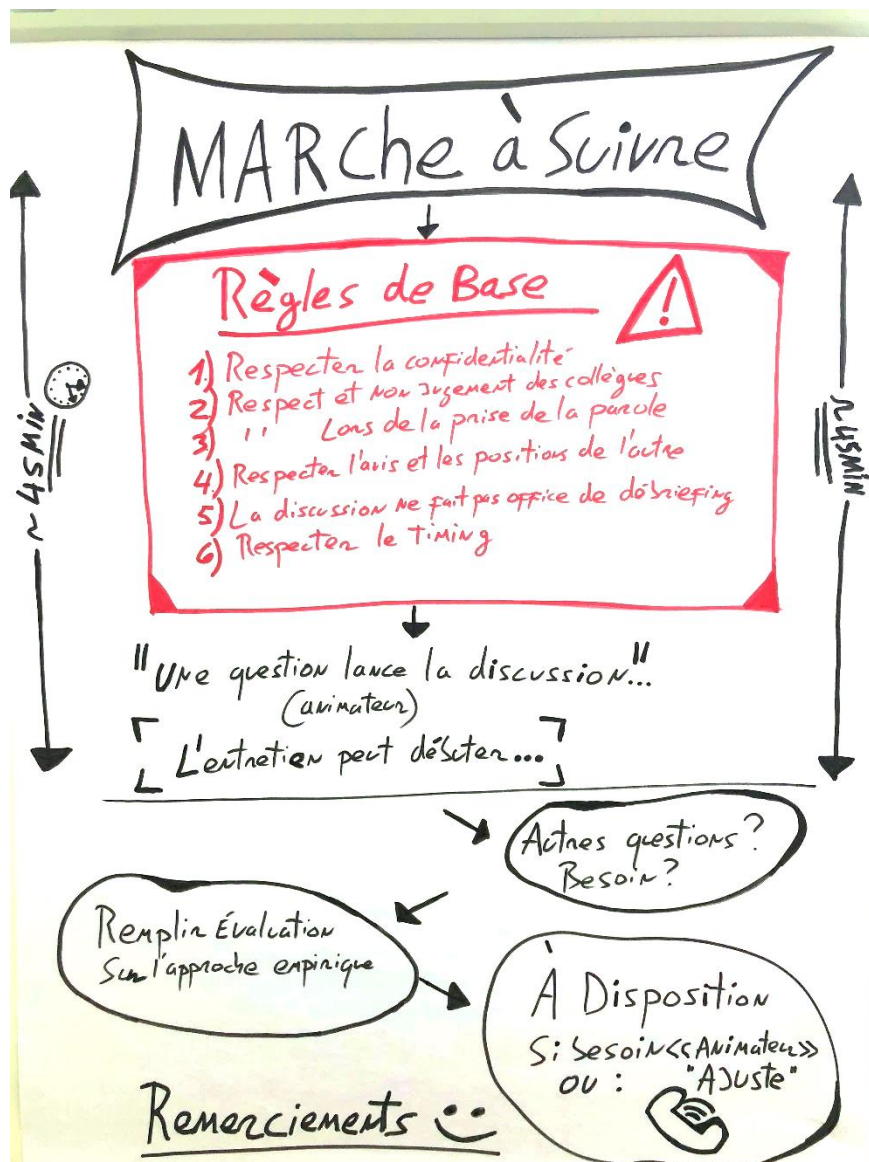 MARche à Suivre
Règles de Base
!
1) Respecter la confidentialité
2) Respect et non jugement des collègues
3) '' Lors de la prise de la parole
4) Respecter l'avis et les positions de l'autre
5) La discussion ne fait pas office de débriefing
6) Respecter le Timing
~45Min
~45Min
"Une question lance la discussion..."
(animateur)
L'entretien peut débuter...
Autres questions?
Besoin?
Remplir Évaluation
Sur l'approche empirique
À Disposition
Si besoin <<Animateur>>
ou : "AJuste"
Remerciements